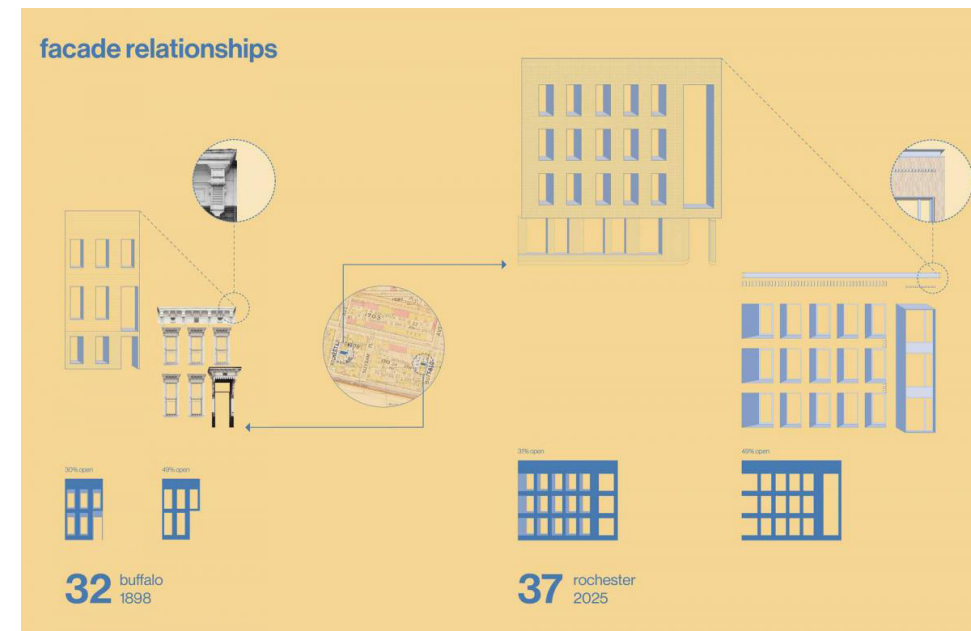 facade relationships
30% open
49% open
31% open
49% open
32 buffalo
1898
37 rochester
2025